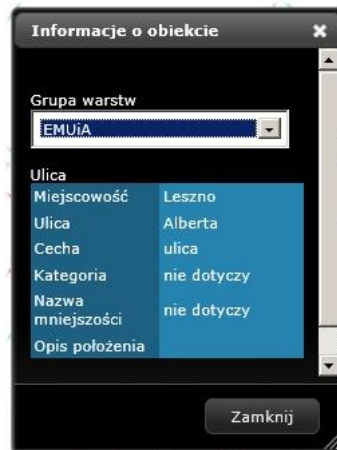 Informacje o obiekcie
Grupa warstw
EMUiA
Ulica
Miejscowość Leszno
Ulica Alberta
Cecha ulica
Kategoria nie dotyczy
Nazwa
mniejszości nie dotyczy
Opis położenia
Zamknij